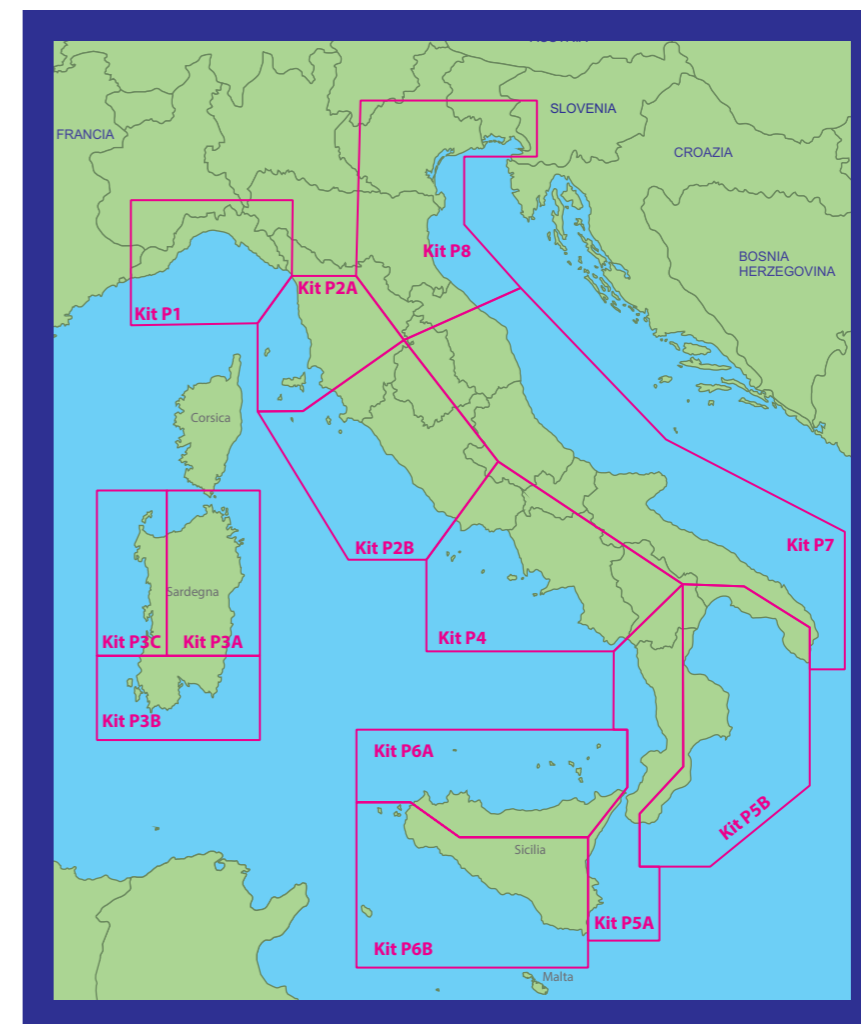 AUSTRIA
SLOVENIA
FRANCIA
CROAZIA
Kit P8
BOSNIA
HERZEGOVINA
Kit P2A
Kit P1
Corsica
Kit P2B
Kit P7
Sardegna
Kit P3C
Kit P3A
Kit P4
Kit P3B
Kit P6A
Kit P5B
Sicilia
Kit P5A
Kit P6B
Malta